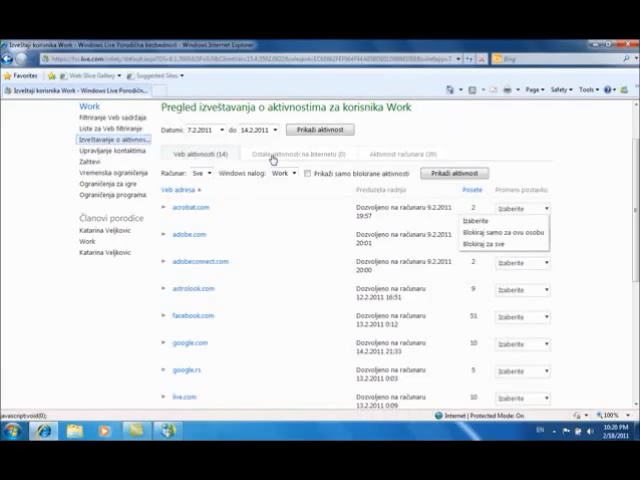 Izveštaji korisnika Work - Windows Live Porodična bezbednost - Windows Internet Explorer
Bing
Favorites
Web Slice Gallery
Suggested Sites
Izveštaji korisnika Work - Windows Live Porodičn...
Page
Safety
Tools
Work
Filtriranje Veb sadržaja
Liste za Veb filtriranje
Izveštavanje o aktivnos...
Upravljanje kontaktima
Zahtevi
Vremenska ograničenja
Ograničenja za igre
Ograničenja programa
Članovi porodice
Katarina Veljkovic
Work
Katarina Veljkovic
Pregled izveštavanja o aktivnostima za korisnika Work
Datumi: 7.2.2011 do 14.2.2011 Prikaži aktivnost
Veb aktivnosti (14) Ostale aktivnosti na Internetu (0) Aktivnost računara (39)
Računar: Sve Windows nalog: Work Prikaži samo blokirane aktivnosti Prikaži aktivnost
Veb adresa Preduzeta radnja Posete Promeni postavku
acrobat.com Dozvoljeno na računaru 9.2.2011 19:57 2 Izaberite
Izaberite
Blokiraj samo za ovu osobu
Blokiraj za sve
adobe.com Dozvoljeno na računaru 9.2.2011 20:01
adobeconnect.com Dozvoljeno na računaru 9.2.2011 20:00 2 Izaberite
astrolook.com Dozvoljeno na računaru 12.2.2011 16:51 9 Izaberite
facebook.com Dozvoljeno na računaru 13.2.2011 0:12 51 Izaberite
google.com Dozvoljeno na računaru 14.2.2011 21:33 2 Izaberite
google.rs Dozvoljeno na računaru 13.2.2011 0:03 5 Izaberite
live.com Dozvoljeno na računaru 13.2.2011 0:09 5 Izaberite
javascript:void(0);
Internet | Protected Mode: On
100%
EN
10:20 PM
2/18/2011